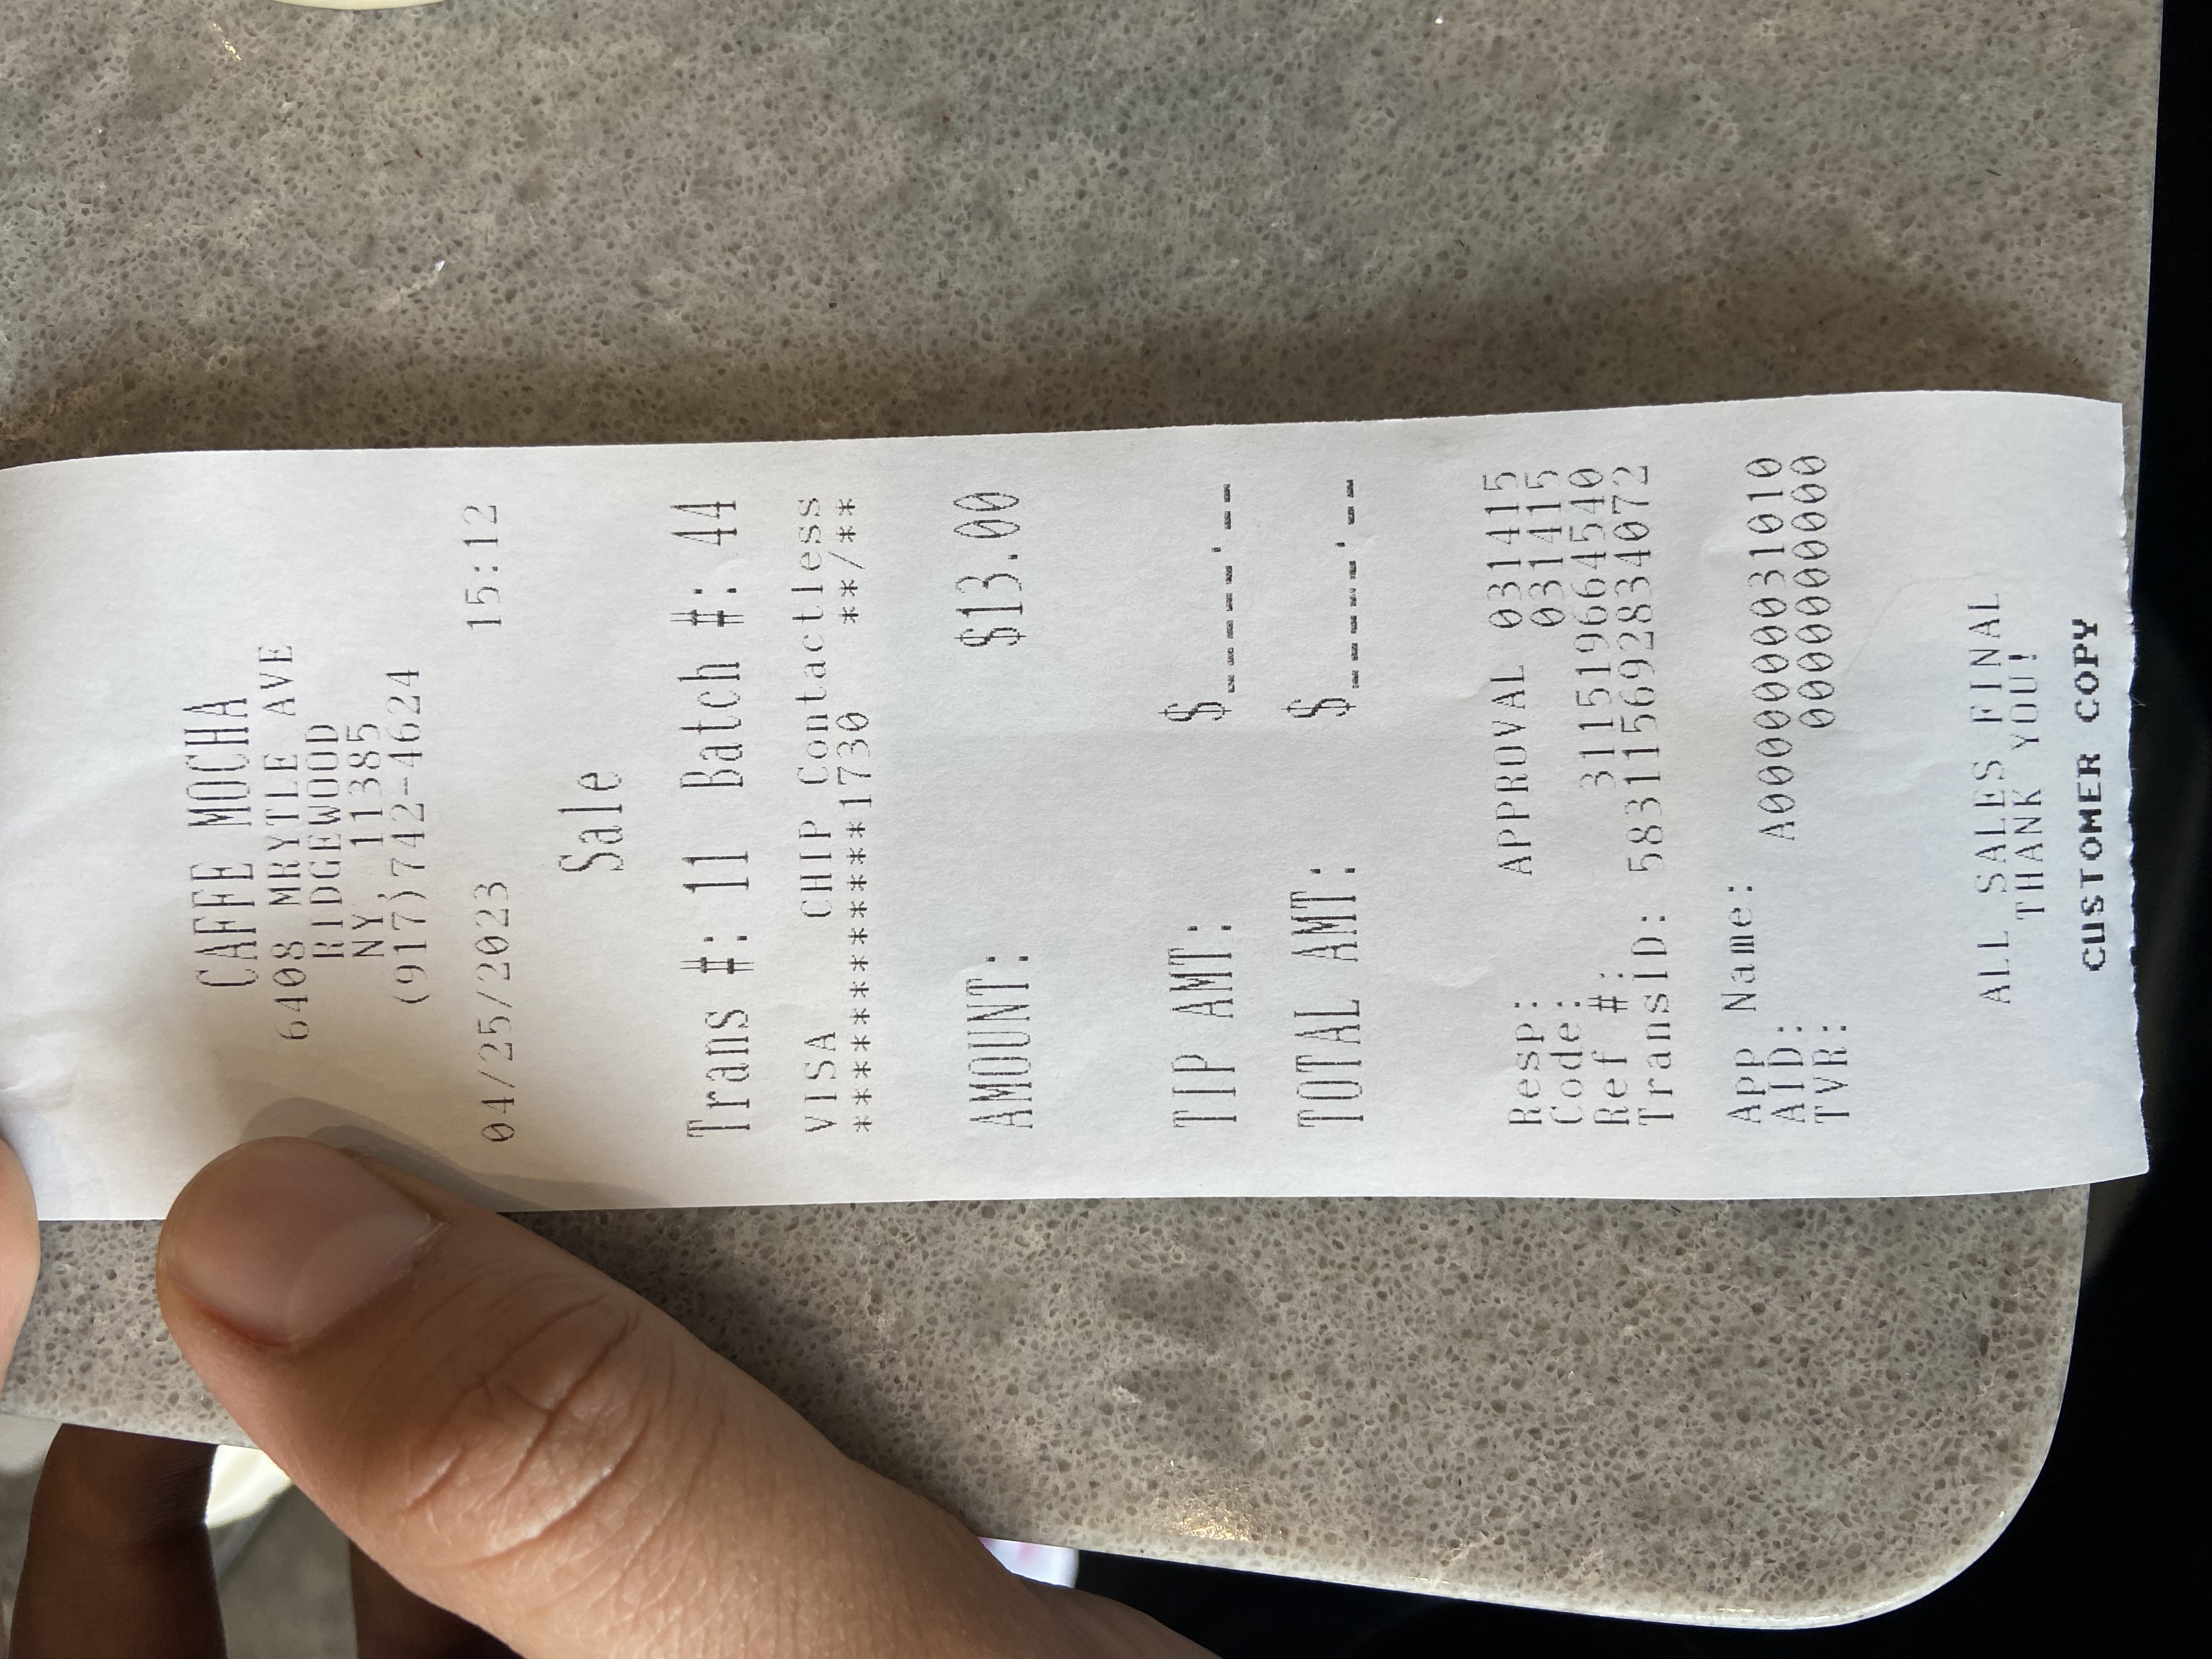 CAFFE MOCHA
6408 MRYTLE AVE
RIDGEWOOD
NY, 11385
(917)742-4624
04/25/2023 15:12
Sale
Trans #: 11 Batch #: 44
VISA CHIP Contactless
************1730 **/**
AMOUNT: $13.00
TIP AMT: $_____.__
TOTAL AMT: $_____.__
Resp: APPROVAL 031415
Code: 031415
Ref #: 311519664540
TransID: 583115692834072
App Name:
AID: A0000000031010
TVR: 0000000000
ALL SALES FINAL
THANK YOU!
CUSTOMER COPY